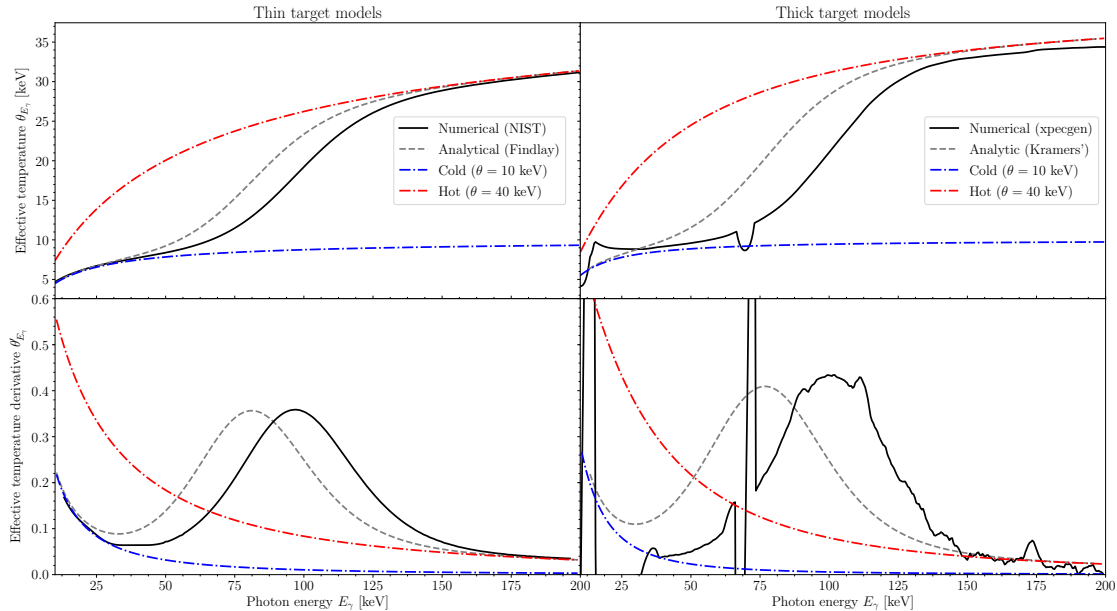 Thin target models
Thick target models
Effective temperature θ_{E_γ} [keV]
35
30
25
20
15
10
5
Numerical (NIST)
Analytical (Findlay)
Cold (θ = 10 keV)
Hot (θ = 40 keV)
Numerical (xpecgen)
Analytic (Kramers')
Cold (θ = 10 keV)
Hot (θ = 40 keV)
Effective temperature derivative θ'_{E_γ}
0.6
0.5
0.4
0.3
0.2
0.1
0.0
25 50 75 100 125 150 175 200
25 50 75 100 125 150 175 200
Photon energy E_γ [keV]
Photon energy E_γ [keV]